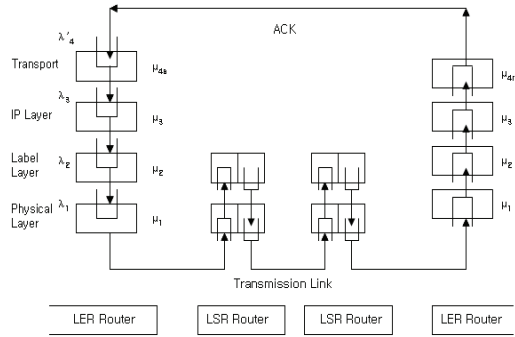 ACK
λ'4
Transport
μ4s
λ3
IP Layer
μ3
λ2
Label
Layer
μ2
λ1
Physical
Layer
μ1
μ4r
μ3
μ2
μ1
Transmission Link
LER Router
LSR Router
LSR Router
LER Router